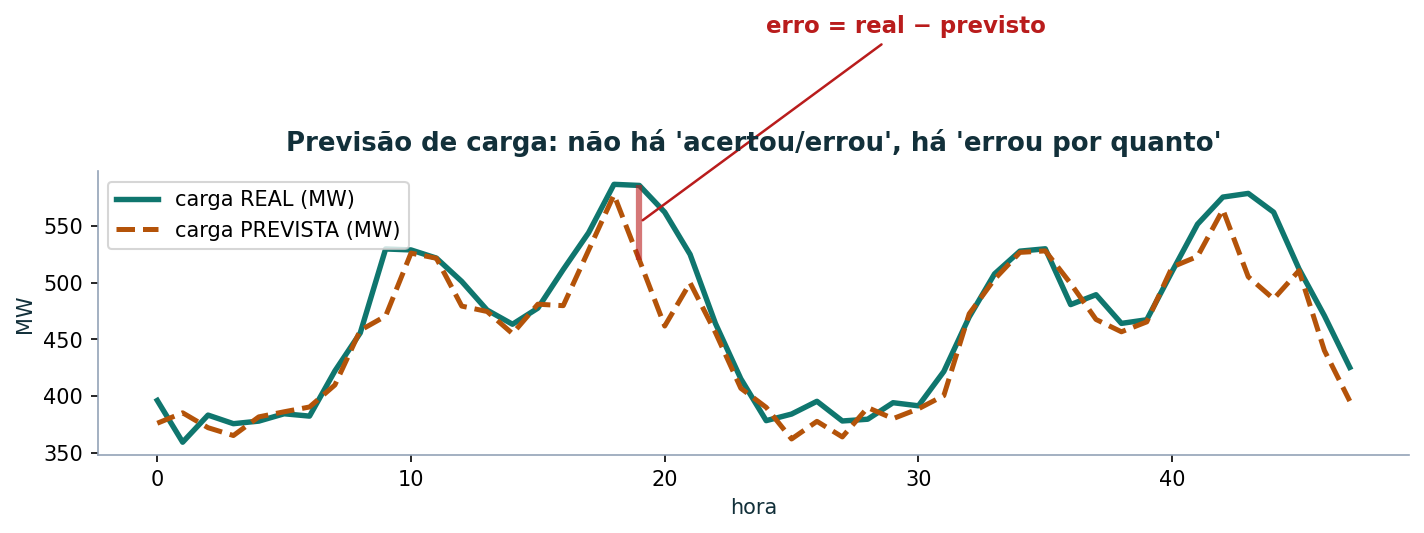 erro = real − previsto
Previsão de carga: não há 'acertou/errou', há 'errou por quanto'
carga REAL (MW)
carga PREVISTA (MW)
MW
550
500
450
400
350
0 10 20 30 40
hora